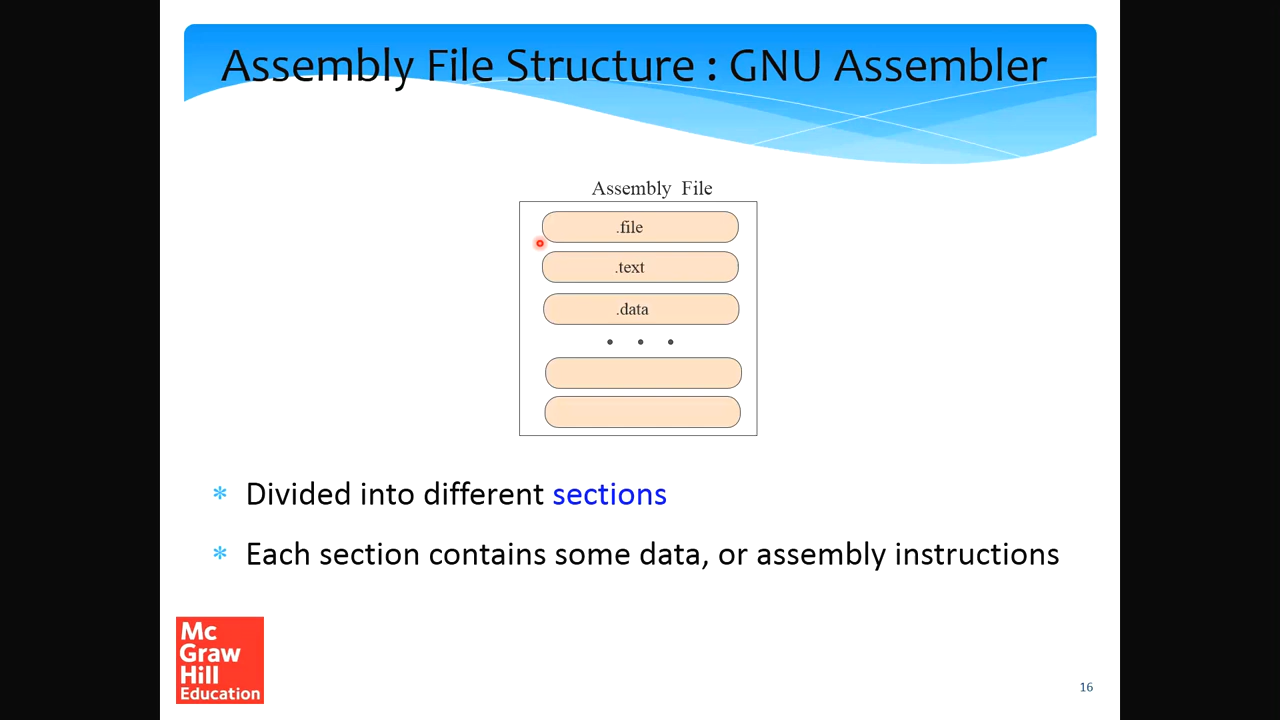 Assembly File Structure : GNU Assembler
Assembly File
.file
.text
.data
* Divided into different sections
* Each section contains some data, or assembly instructions
Mc
Graw
Hill
Education
16